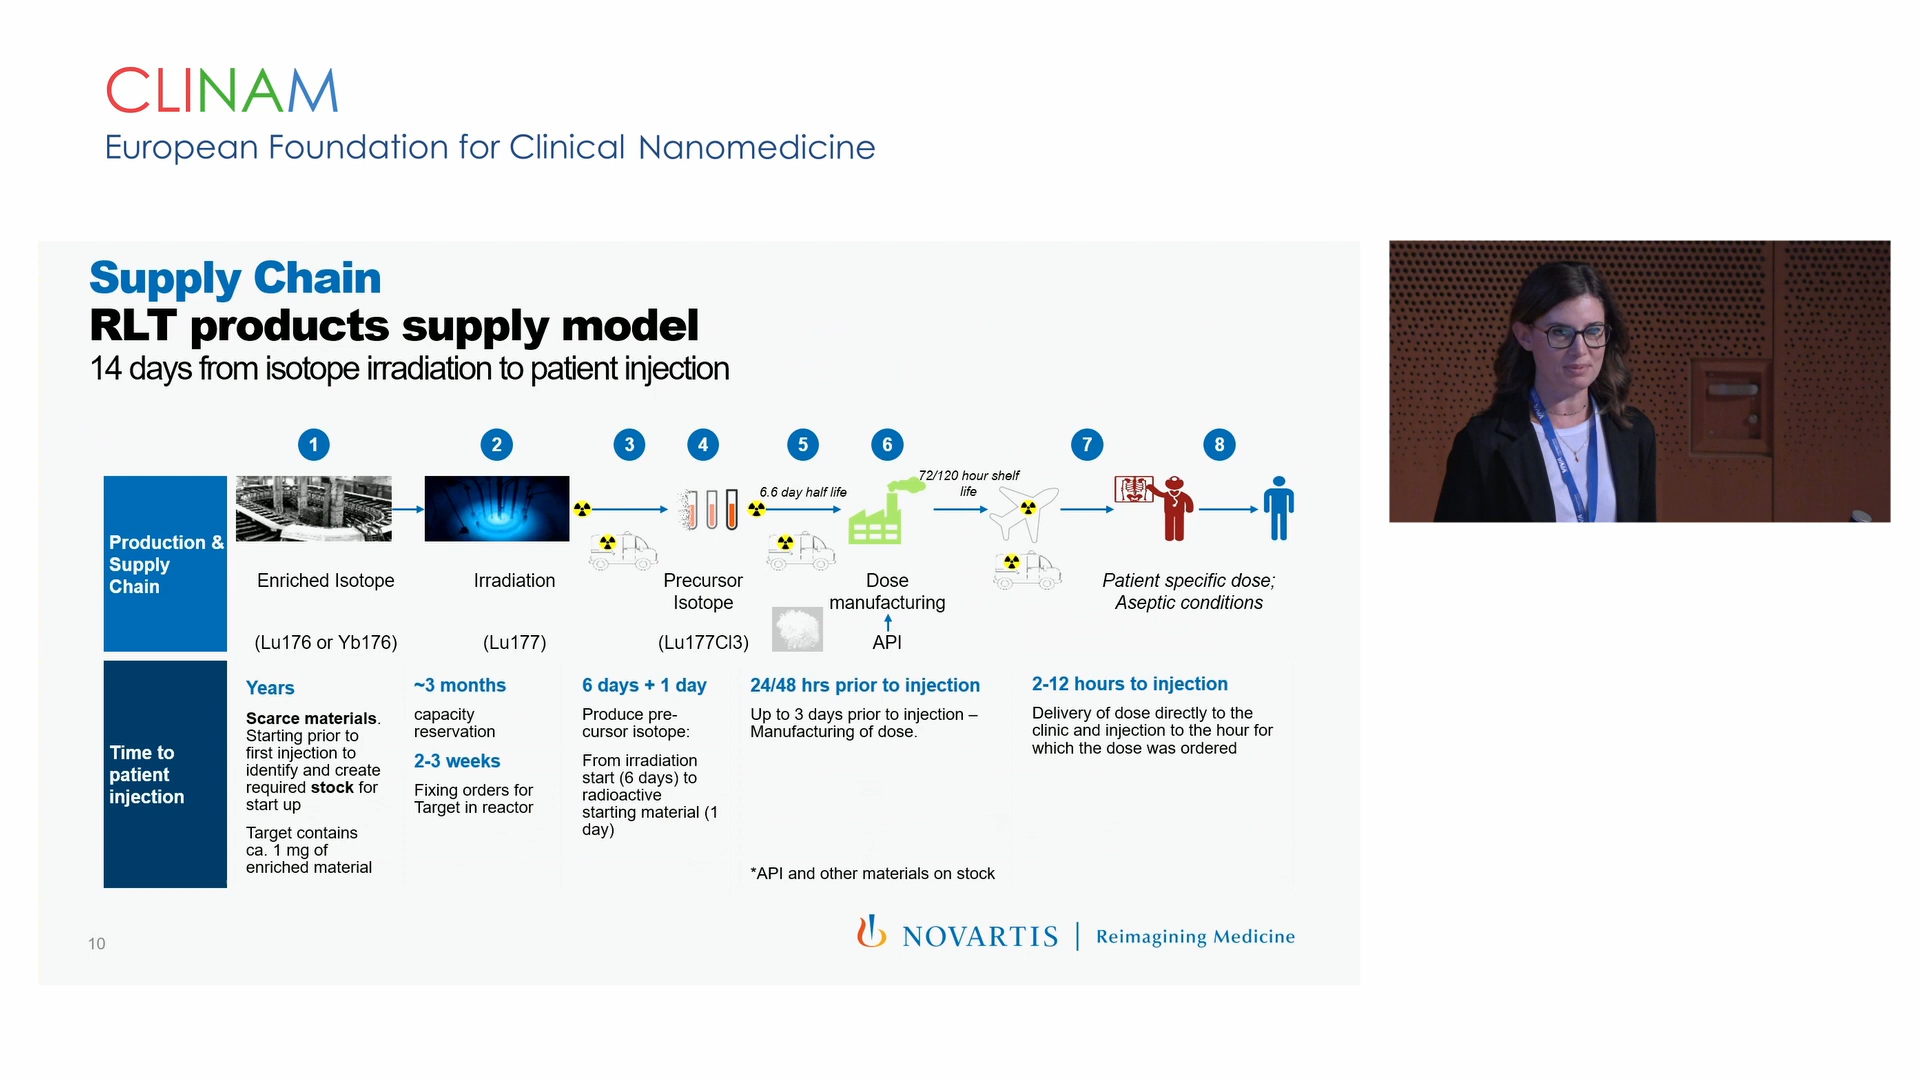 CLINAM
European Foundation for Clinical Nanomedicine
Supply Chain
RLT products supply model
14 days from isotope irradiation to patient injection
1
2
3
4
5
6
7
8
6.6 day half life
72/120 hour shelf
life
Production &
Supply
Chain
Enriched Isotope
(Lu176 or Yb176)
Irradiation
(Lu177)
Precursor
Isotope
(Lu177Cl3)
Dose
manufacturing
API
Patient specific dose;
Aseptic conditions
Time to
patient
injection
Years
Scarce materials.
Starting prior to
first injection to
identify and create
required stock for
start up
Target contains
ca. 1 mg of
enriched material
~3 months
capacity
reservation
2-3 weeks
Fixing orders for
Target in reactor
6 days + 1 day
Produce pre-
cursor isotope:
From irradiation
start (6 days) to
radioactive
starting material (1
day)
24/48 hrs prior to injection
Up to 3 days prior to injection –
Manufacturing of dose.
*API and other materials on stock
2-12 hours to injection
Delivery of dose directly to the
clinic and injection to the hour for
which the dose was ordered
10
NOVARTIS | Reimagining Medicine